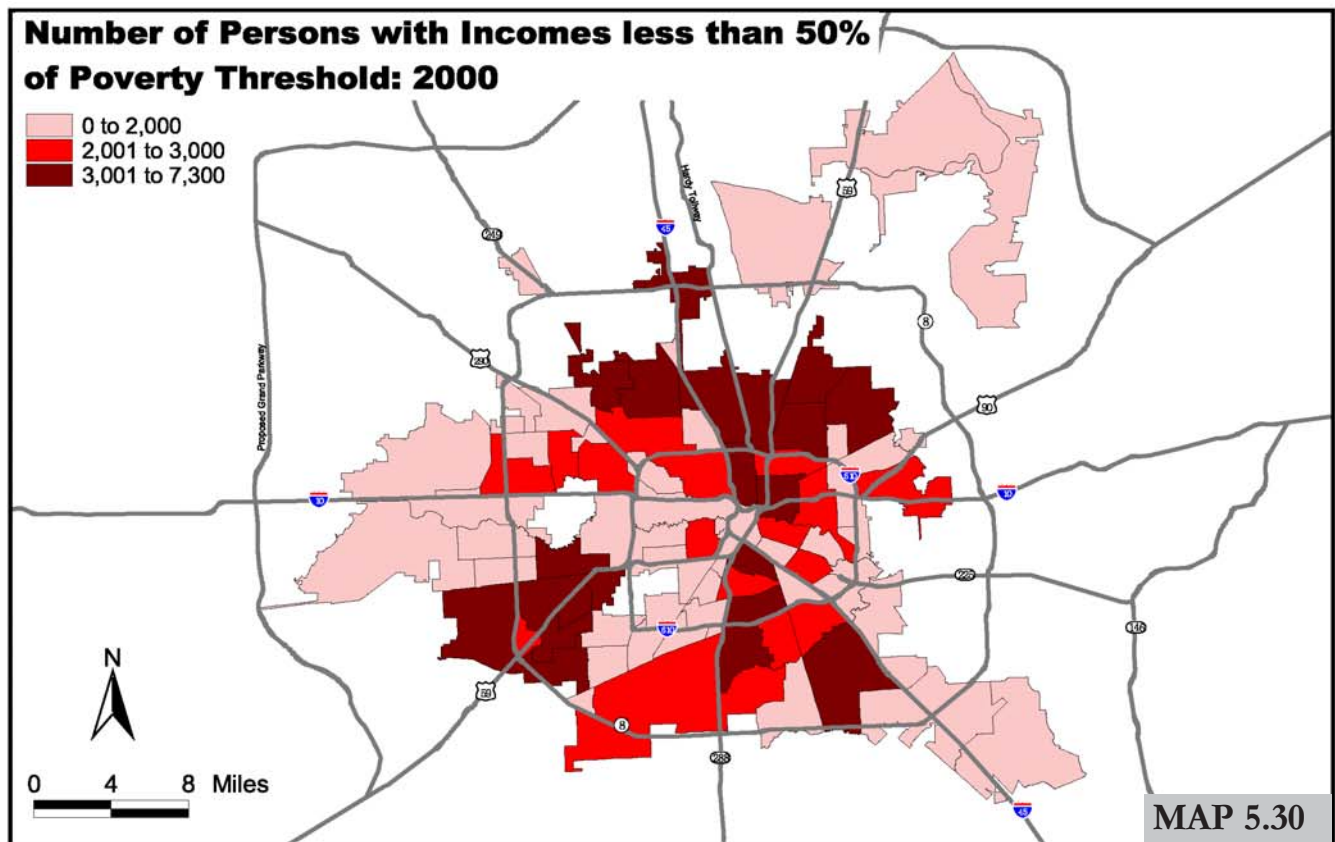 Number of Persons with Incomes less than 50%
of Poverty Threshold: 2000
0 to 2,000
2,001 to 3,000
3,001 to 7,300
Hardy Tollway
59
45
249
8
290
Proposed Grand Parkway
90
610
10
10
225
610
146
N
59
8
288
0 4 8 Miles
45
MAP 5.30